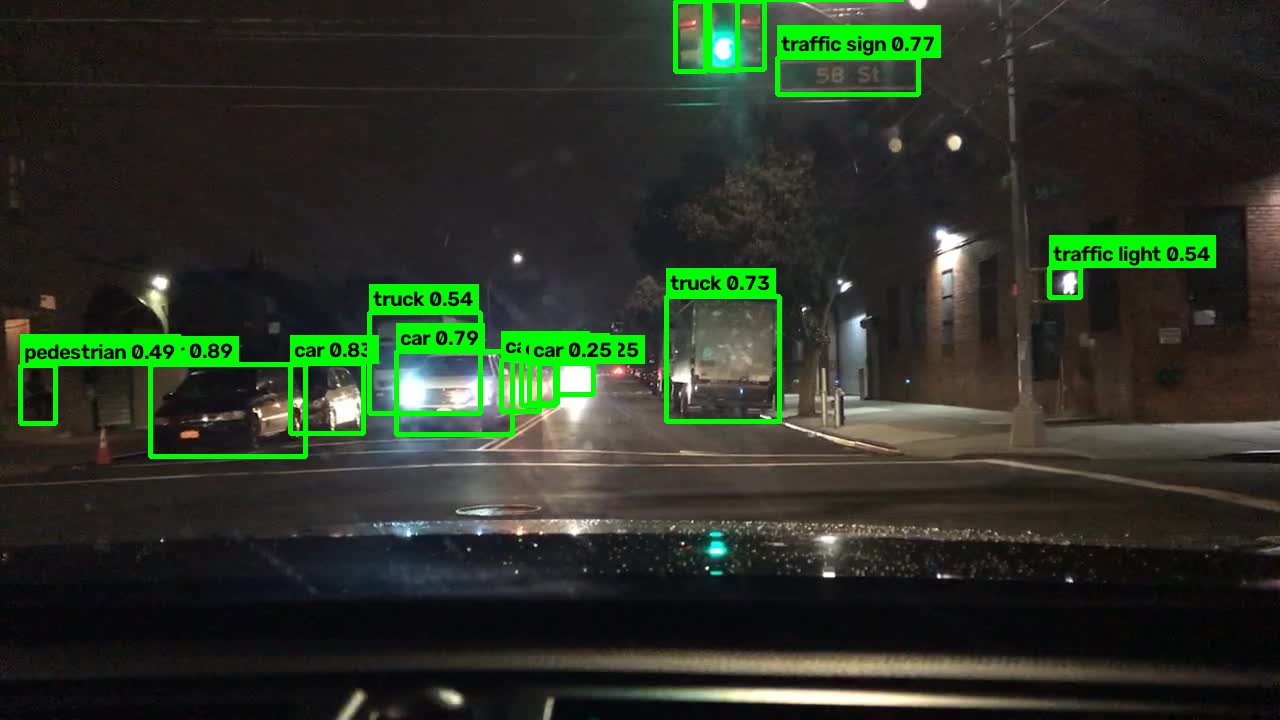 traffic sign 0.77
58 St
traffic light 0.54
truck 0.73
truck 0.54
car 0.79
car 0.25 25
car 0.83
pedestrian 0.49 r 0.89